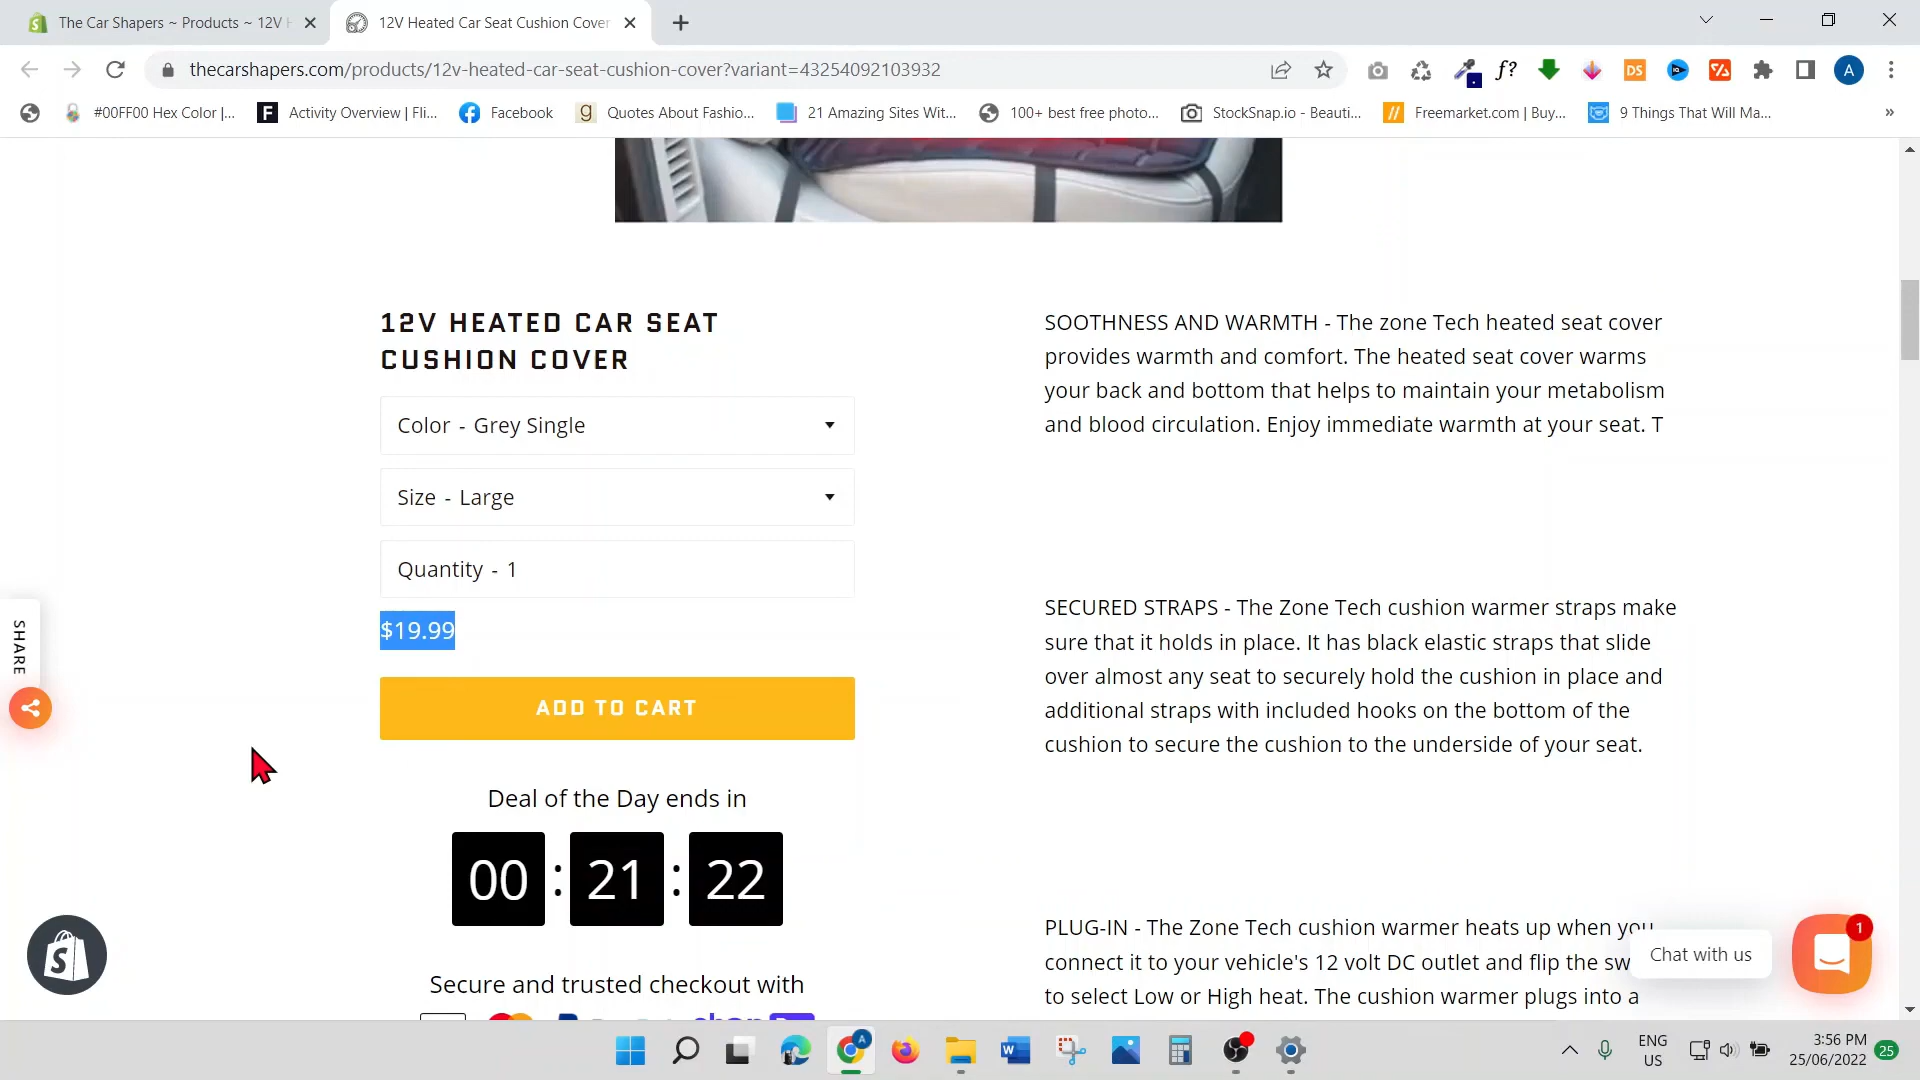 The Car Shapers ~ Products ~ 12V H
12V Heated Car Seat Cushion Cover
thecarshapers.com/products/12v-heated-car-seat-cushion-cover?variant=43254092103932
f?
DS
A
#00FF00 Hex Color |...
F
Activity Overview | Fli...
Facebook
g
Quotes About Fashio...
21 Amazing Sites Wit...
100+ best free photo...
StockSnap.io - Beauti...
Freemarket.com | Buy...
9 Things That Will Ma...
»
12V HEATED CAR SEAT
CUSHION COVER
Color - Grey Single
Size - Large
Quantity - 1
$19.99
ADD TO CART
Deal of the Day ends in
00 : 21 : 22
Secure and trusted checkout with
SHARE
SOOTHNESS AND WARMTH - The zone Tech heated seat cover
provides warmth and comfort. The heated seat cover warms
your back and bottom that helps to maintain your metabolism
and blood circulation. Enjoy immediate warmth at your seat. T
SECURED STRAPS - The Zone Tech cushion warmer straps make
sure that it holds in place. It has black elastic straps that slide
over almost any seat to securely hold the cushion in place and
additional straps with included hooks on the bottom of the
cushion to secure the cushion to the underside of your seat.
PLUG-IN - The Zone Tech cushion warmer heats up when you
connect it to your vehicle's 12 volt DC outlet and flip the sw
to select Low or High heat. The cushion warmer plugs into a
Chat with us
1
A
W
ENG
US
3:56 PM
25/06/2022
25